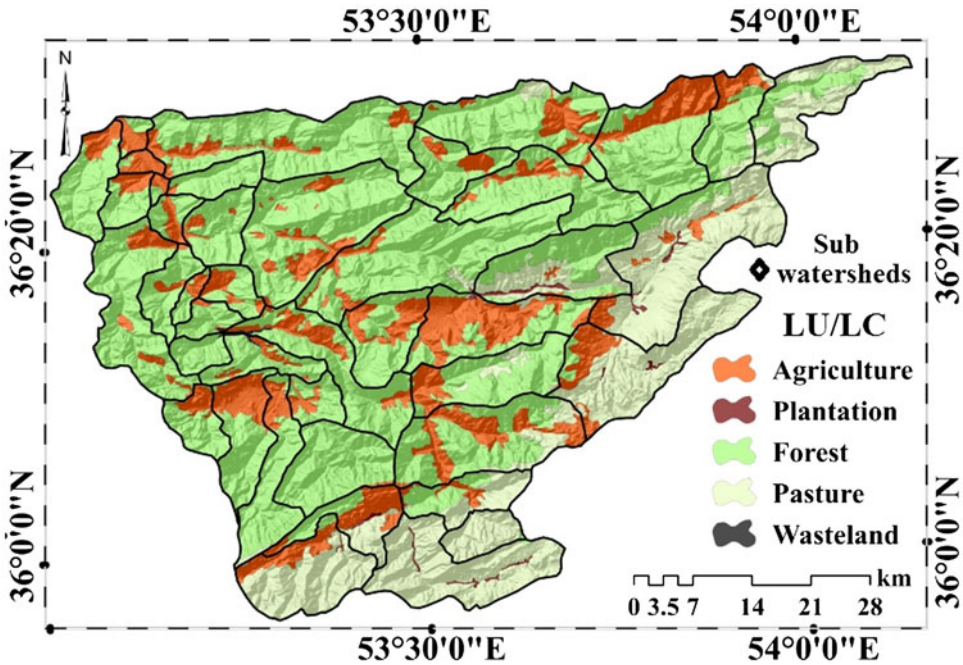 53°30'0"E 54°0'0"E
N
36°20'0"N
36°20'0"N
Sub
watersheds
LU/LC
Agriculture
Plantation
Forest
Pasture
Wasteland
36°0'0"N
36°0'0"N
km
0 3.5 7 14 21 28
53°30'0"E 54°0'0"E